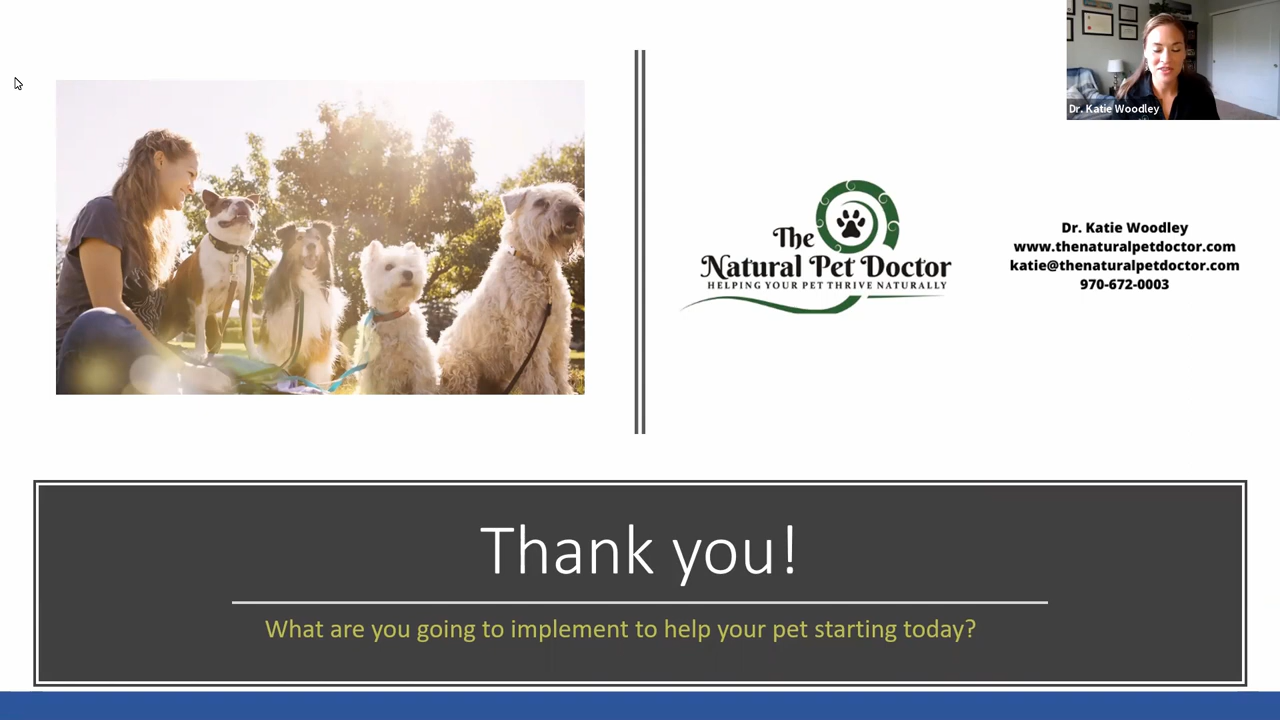 Dr. Katie Woodley
The
Natural Pet Doctor
HELPING YOUR PET THRIVE NATURALLY
Dr. Katie Woodley
www.thenaturalpetdoctor.com
katie@thenaturalpetdoctor.com
970-672-0003
Thank you!
What are you going to implement to help your pet starting today?